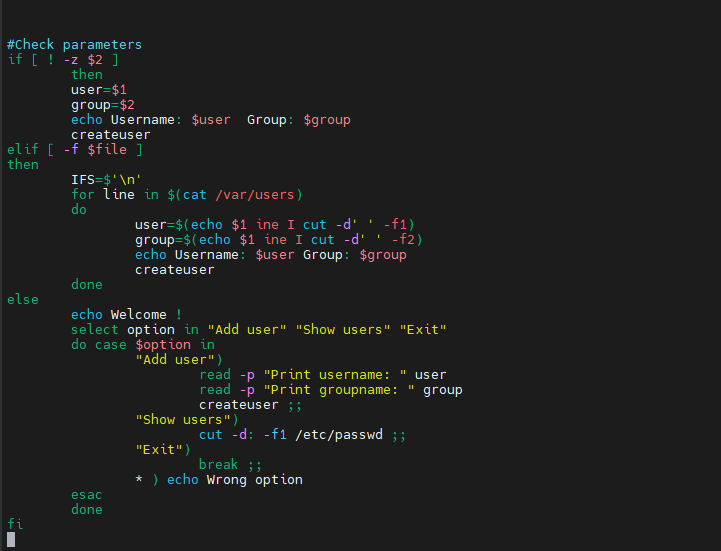 #Check parameters
if [ ! -z $2 ]
then
user=$1
group=$2
echo Username: $user  Group: $group
createuser
elif [ -f $file ]
then
IFS=$'\n'
for line in $(cat /var/users)
do
user=$(echo $1 ine I cut -d' ' -f1)
group=$(echo $1 ine I cut -d' ' -f2)
echo Username: $user Group: $group
createuser
done
else
echo Welcome !
select option in "Add user" "Show users" "Exit"
do case $option in
"Add user")
read -p "Print username: " user
read -p "Print groupname: " group
createuser ;;
"Show users")
cut -d: -f1 /etc/passwd ;;
"Exit")
break ;;
* ) echo Wrong option
esac
done
fi